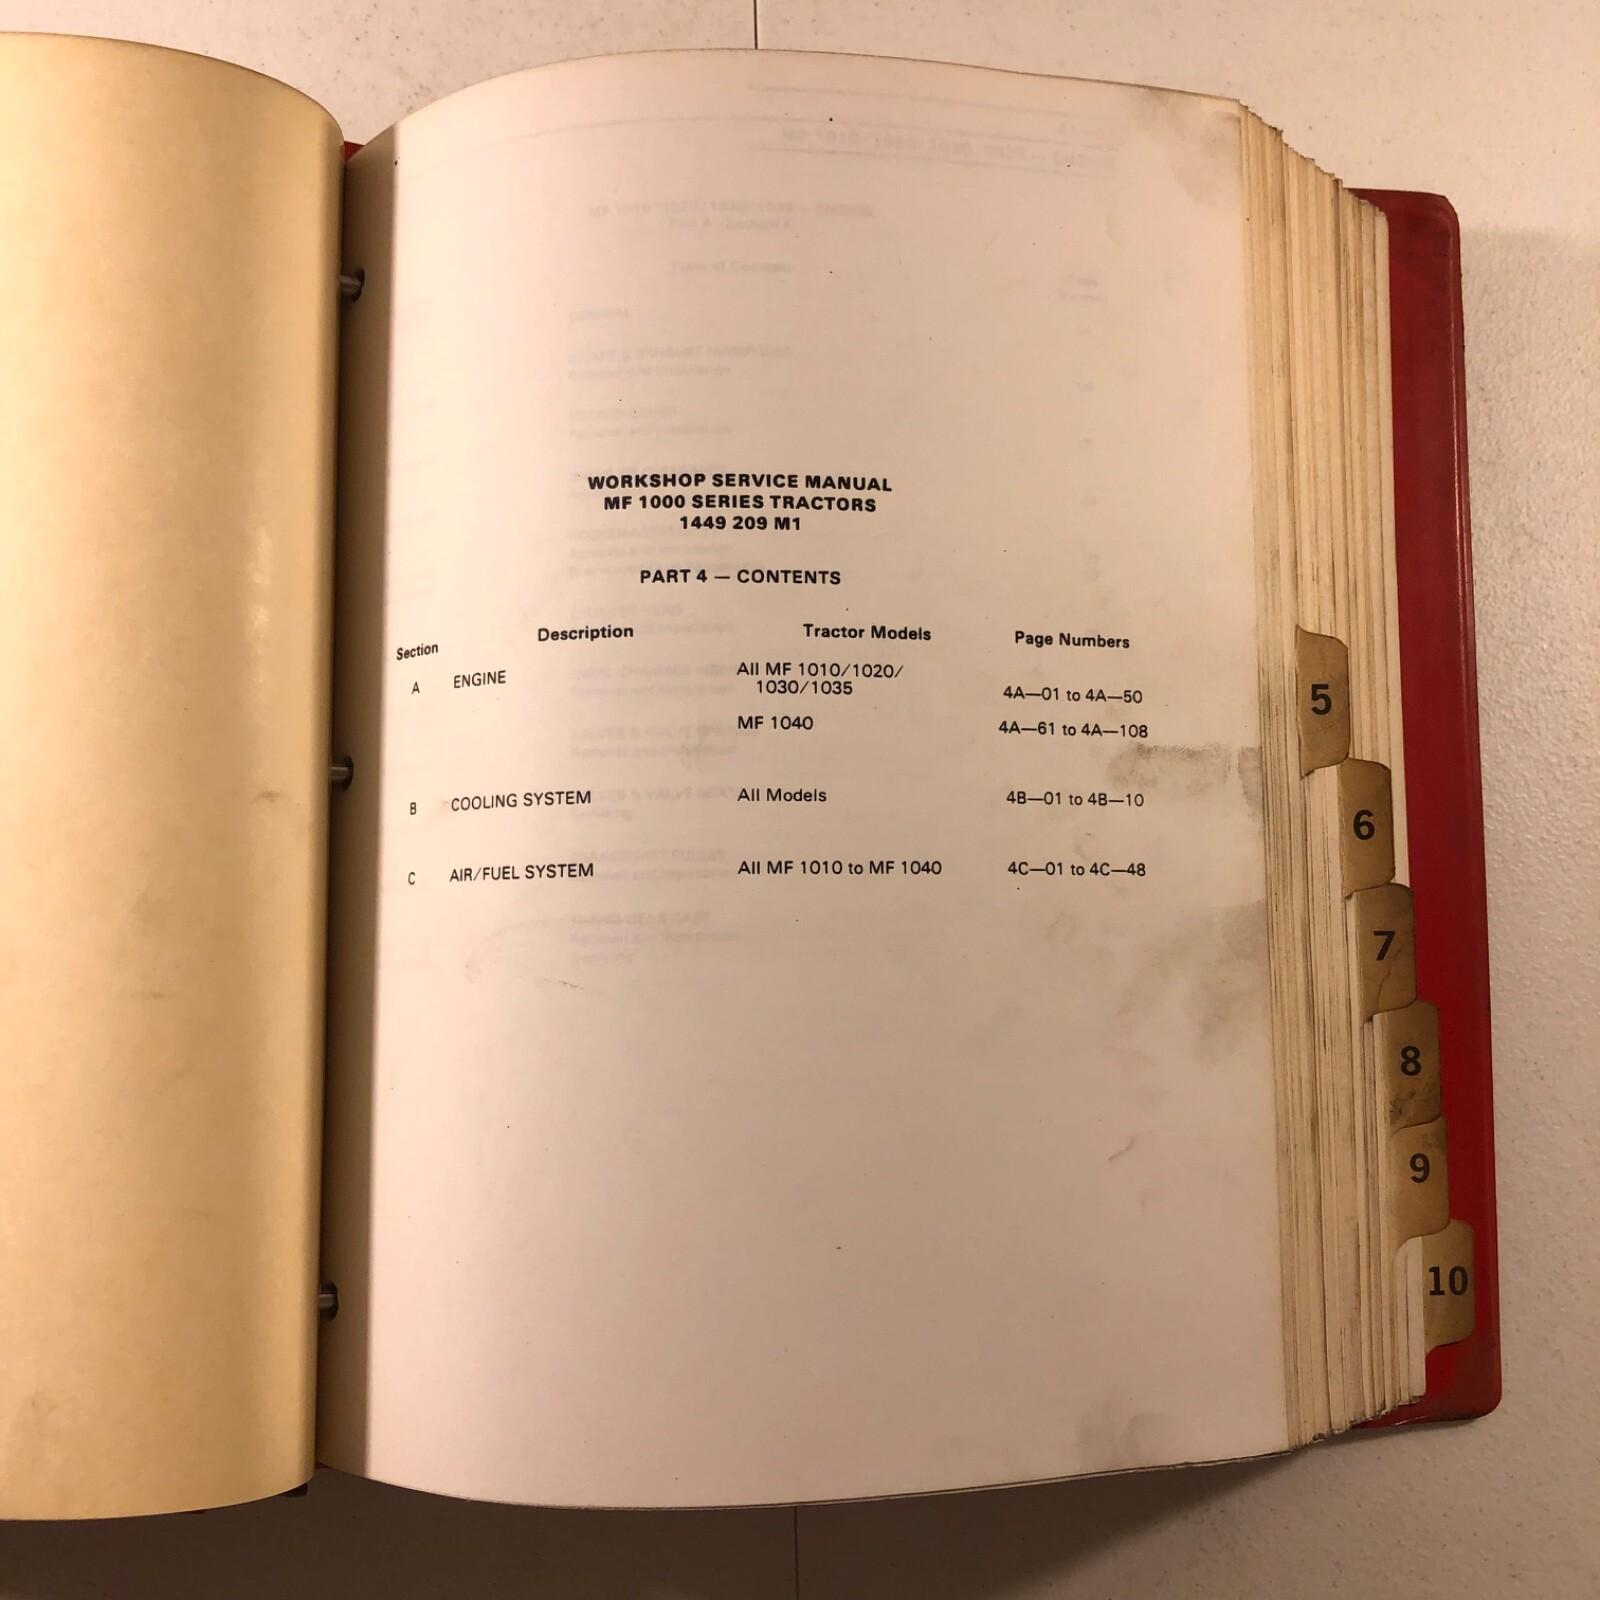 WORKSHOP SERVICE MANUAL
MF 1000 SERIES TRACTORS
1449 209 M1
PART 4 — CONTENTS
Section Description Tractor Models Page Numbers
A ENGINE All MF 1010/1020/
1030/1035 4A—01 to 4A—50
MF 1040 4A—61 to 4A—108
B COOLING SYSTEM All Models 4B—01 to 4B—10
C AIR/FUEL SYSTEM All MF 1010 to MF 1040 4C—01 to 4C—48
5
6
7
8
9
10